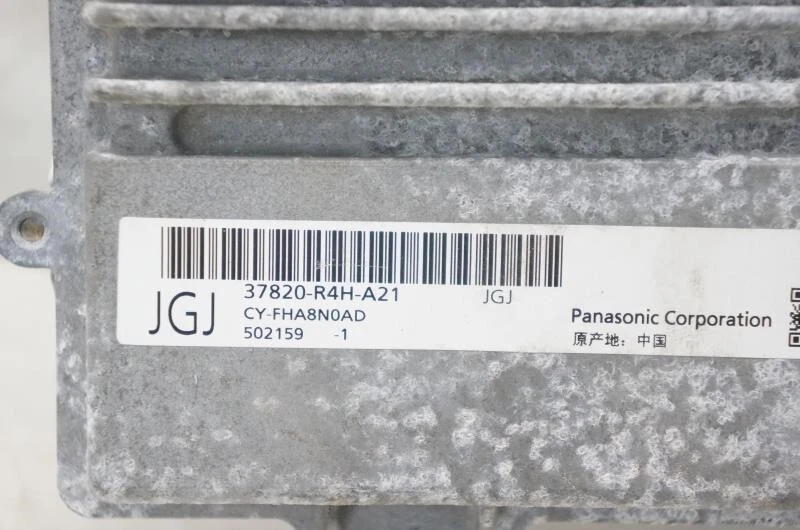 37820-R4H-A21 JGJ
JGJ
CY-FHA8N0AD
502159 -1
Panasonic Corporation
原产地：中国